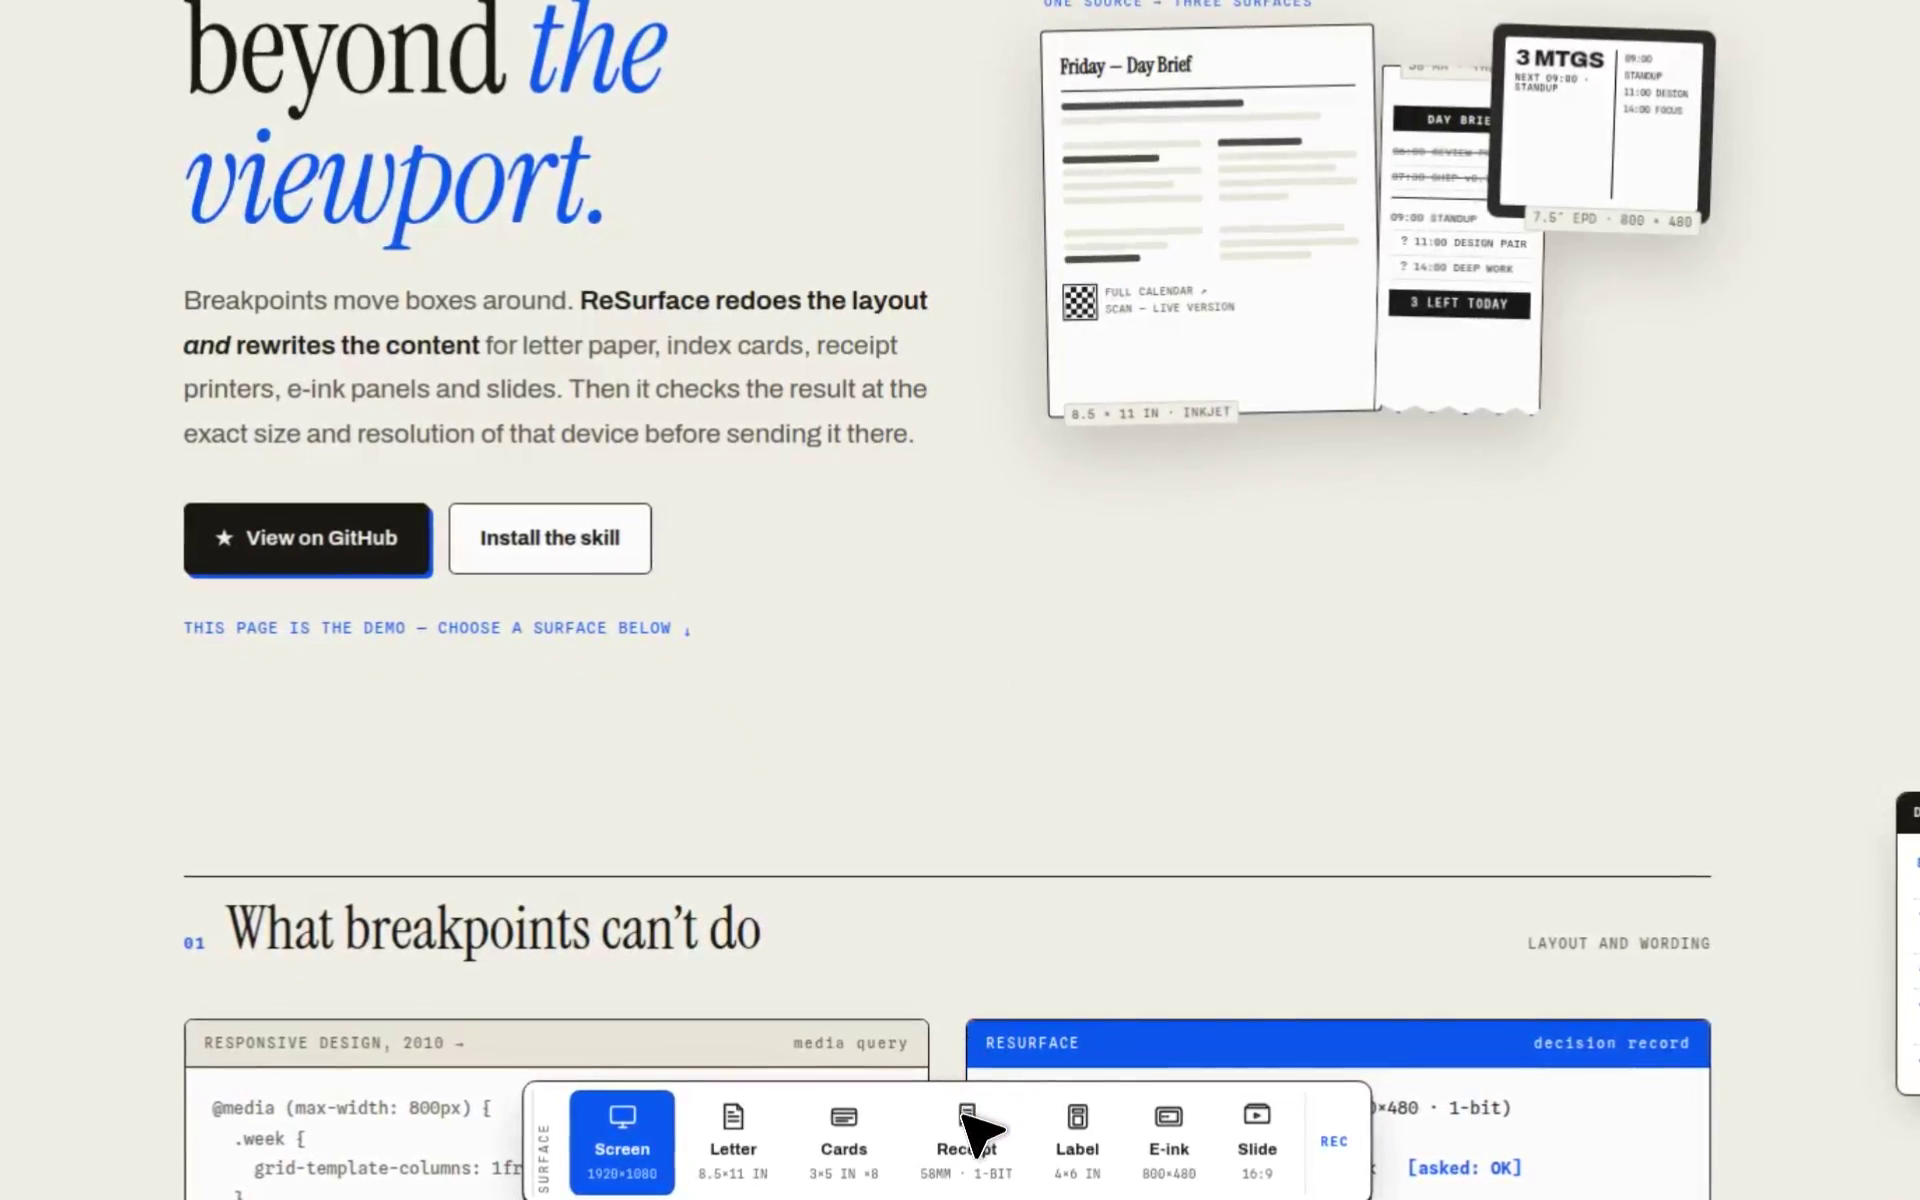 beyond the
viewport.
Breakpoints move boxes around. ReSurface redoes the layout
and rewrites the content for letter paper, index cards, receipt
printers, e-ink panels and slides. Then it checks the result at the
exact size and resolution of that device before sending it there.
★ View on GitHub
Install the skill
THIS PAGE IS THE DEMO — CHOOSE A SURFACE BELOW ↓
ONE SOURCE → THREE SURFACES
Friday — Day Brief
FULL CALENDAR ↗
SCAN — LIVE VERSION
8.5 × 11 IN · INKJET
DAY BRIE
09:00 STANDUP
? 11:00 DESIGN PAIR
? 14:00 DEEP WORK
3 LEFT TODAY
3 MTGS
NEXT 09:00 ·
STANDUP
09:00
STANDUP
11:00 DESIGN
14:00 FOCUS
7.5" EPD · 800 × 480
01 What breakpoints can’t do
LAYOUT AND WORDING
RESPONSIVE DESIGN, 2010 →
media query
@media (max-width: 800px) {
.week {
grid-template-columns: 1fr
}
RESURFACE
decision record
×480 · 1-bit)
[asked: OK]
SURFACE
Screen
1920×1080
Letter
8.5×11 IN
Cards
3×5 IN ×8
Receipt
58MM · 1-BIT
Label
4×6 IN
E-ink
800×480
Slide
16:9
REC